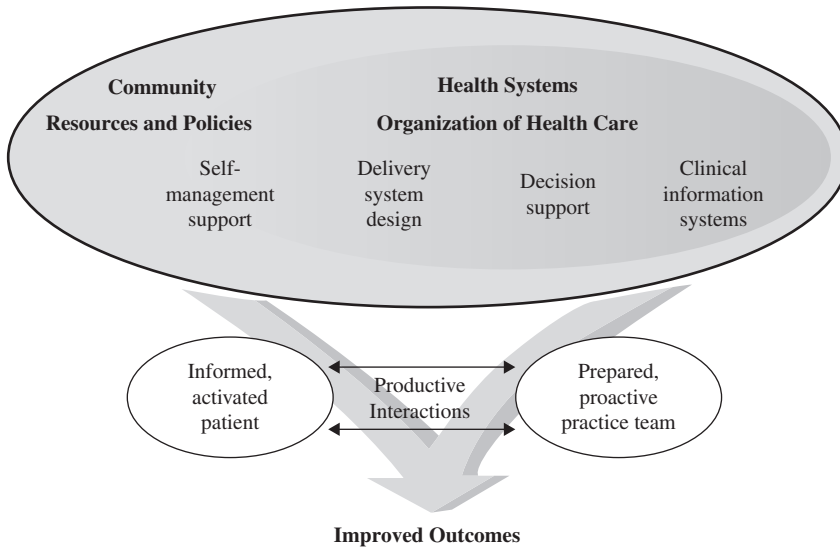 Community
Resources and Policies
Health Systems
Organization of Health Care
Self-
management
support
Delivery
system
design
Decision
support
Clinical
information
systems
Informed,
activated
patient
Productive
Interactions
Prepared,
proactive
practice team
Improved Outcomes